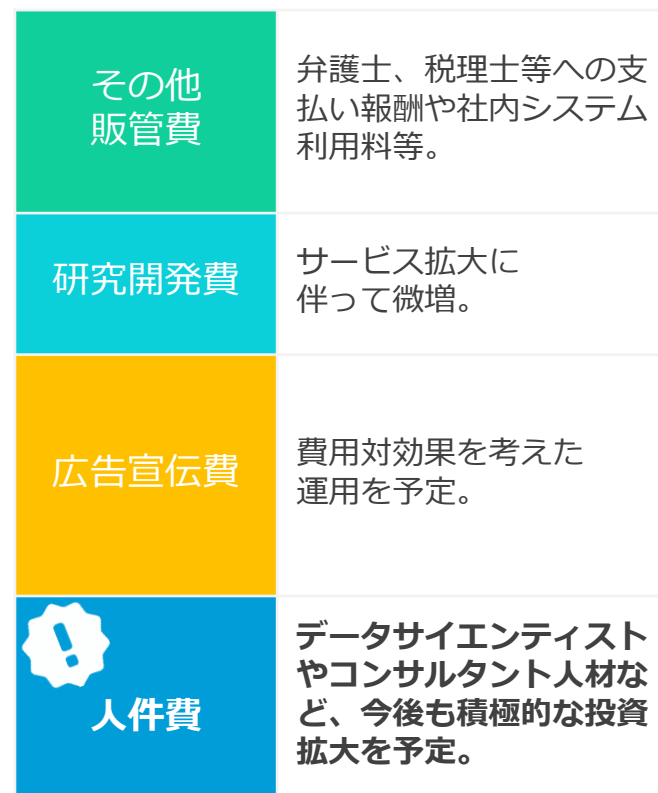 その他
販管費
弁護士、税理士等への支
払い報酬や社内システム
利用料等。
研究開発費
サービス拡大に
伴って微増。
広告宣伝費
費用対効果を考えた
運用を予定。
!
人件費
データサイエンティスト
やコンサルタント人材な
ど、今後も積極的な投資
拡大を予定。